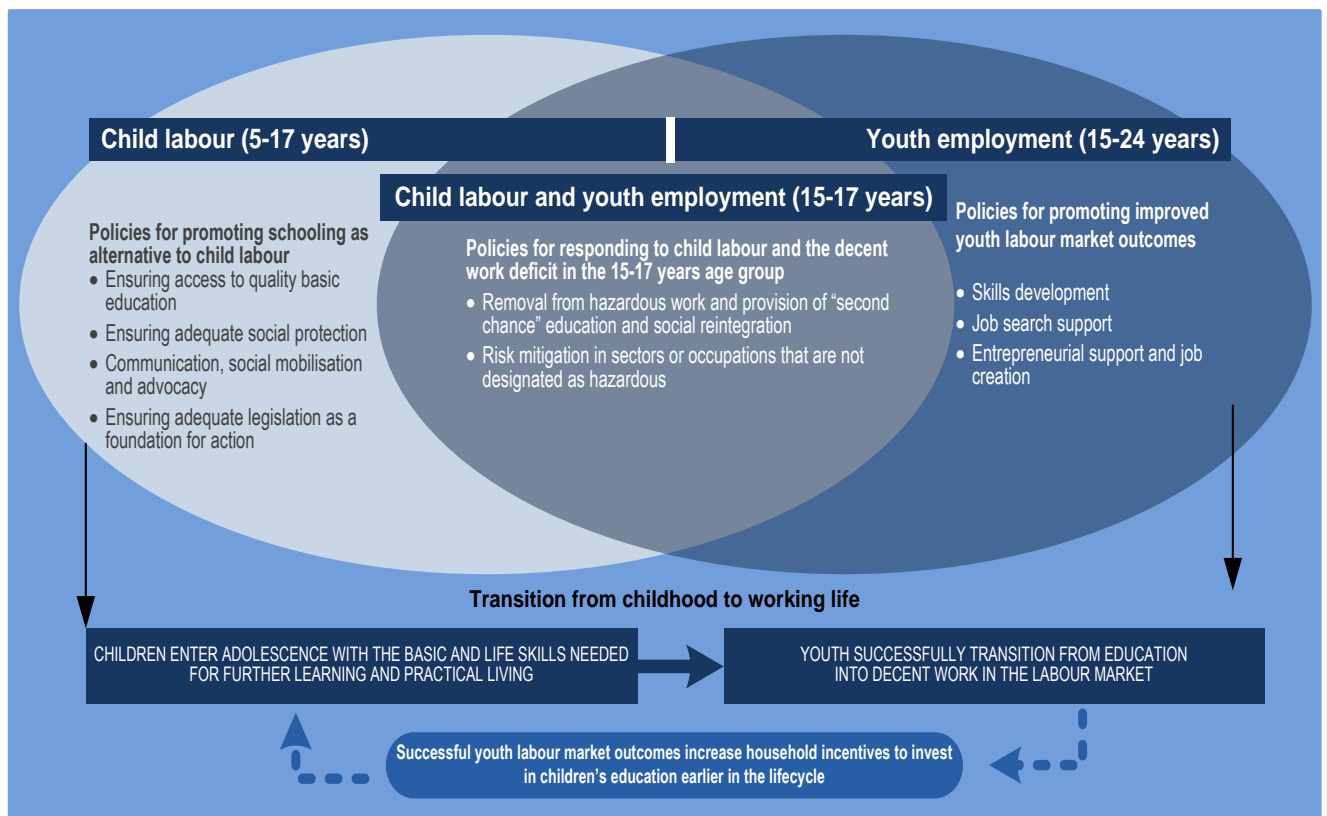 Child labour (5-17 years)
Youth employment (15-24 years)
Child labour and youth employment (15-17 years)
Policies for promoting schooling as
alternative to child labour
• Ensuring access to quality basic
education
• Ensuring adequate social protection
• Communication, social mobilisation
and advocacy
• Ensuring adequate legislation as a
foundation for action
Policies for responding to child labour and the decent
work deficit in the 15-17 years age group
• Removal from hazardous work and provision of “second
chance” education and social reintegration
• Risk mitigation in sectors or occupations that are not
designated as hazardous
Policies for promoting improved
youth labour market outcomes
• Skills development
• Job search support
• Entrepreneurial support and job
creation
Transition from childhood to working life
CHILDREN ENTER ADOLESCENCE WITH THE BASIC AND LIFE SKILLS NEEDED
FOR FURTHER LEARNING AND PRACTICAL LIVING
YOUTH SUCCESSFULLY TRANSITION FROM EDUCATION
INTO DECENT WORK IN THE LABOUR MARKET
Successful youth labour market outcomes increase household incentives to invest
in children’s education earlier in the lifecycle